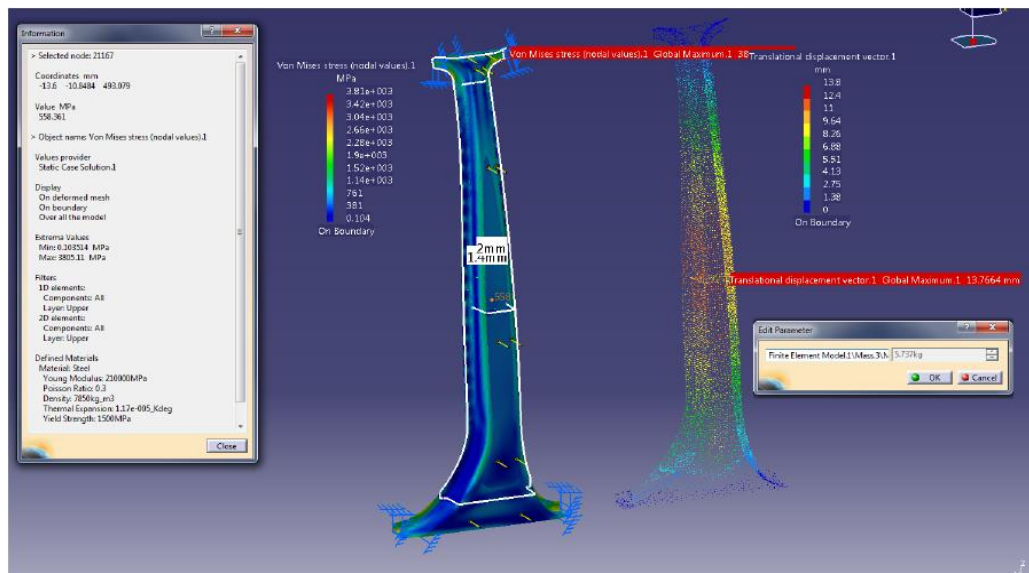 Information
> Selected node: 21167
Coordinates mm
-13.6 -10.8484 493.079
Value MPa
558.361
> Object name: Von Mises stress (nodal values).1
Values provider
Static Case Solution.1
Display
On deformed mesh
On boundary
Over all the model
Extrema Values
Min: 0.103514 MPa
Max: 3805.11 MPa
Filters
1D elements:
Components: All
Layer: Upper
2D elements:
Components: All
Layer: Upper
Defined Materials
Material: Steel
Young Modulus: 210000MPa
Poisson Ratio: 0.3
Density: 7850kg_m3
Thermal Expansion: 1.17e-005_Kdeg
Yield Strength: 1500MPa
Close
Von Mises stress (nodal values).1
MPa
3.81e+003
3.42e+003
3.04e+003
2.66e+003
2.28e+003
1.9e+003
1.52e+003
1.14e+003
761
381
0.104
On Boundary
Von Mises stress (nodal values).1 Global Maximum.1 38
2mm
1.4mm
558
Translational displacement vector.1
mm
13.8
12.4
11
9.64
8.26
6.88
5.51
4.13
2.75
1.38
0
On Boundary
Translational displacement vector.1 Global Maximum.1 13.7664 mm
Edit Parameter
Finite Element Model.1\Mass.3\M
5.737kg
OK
Cancel
z